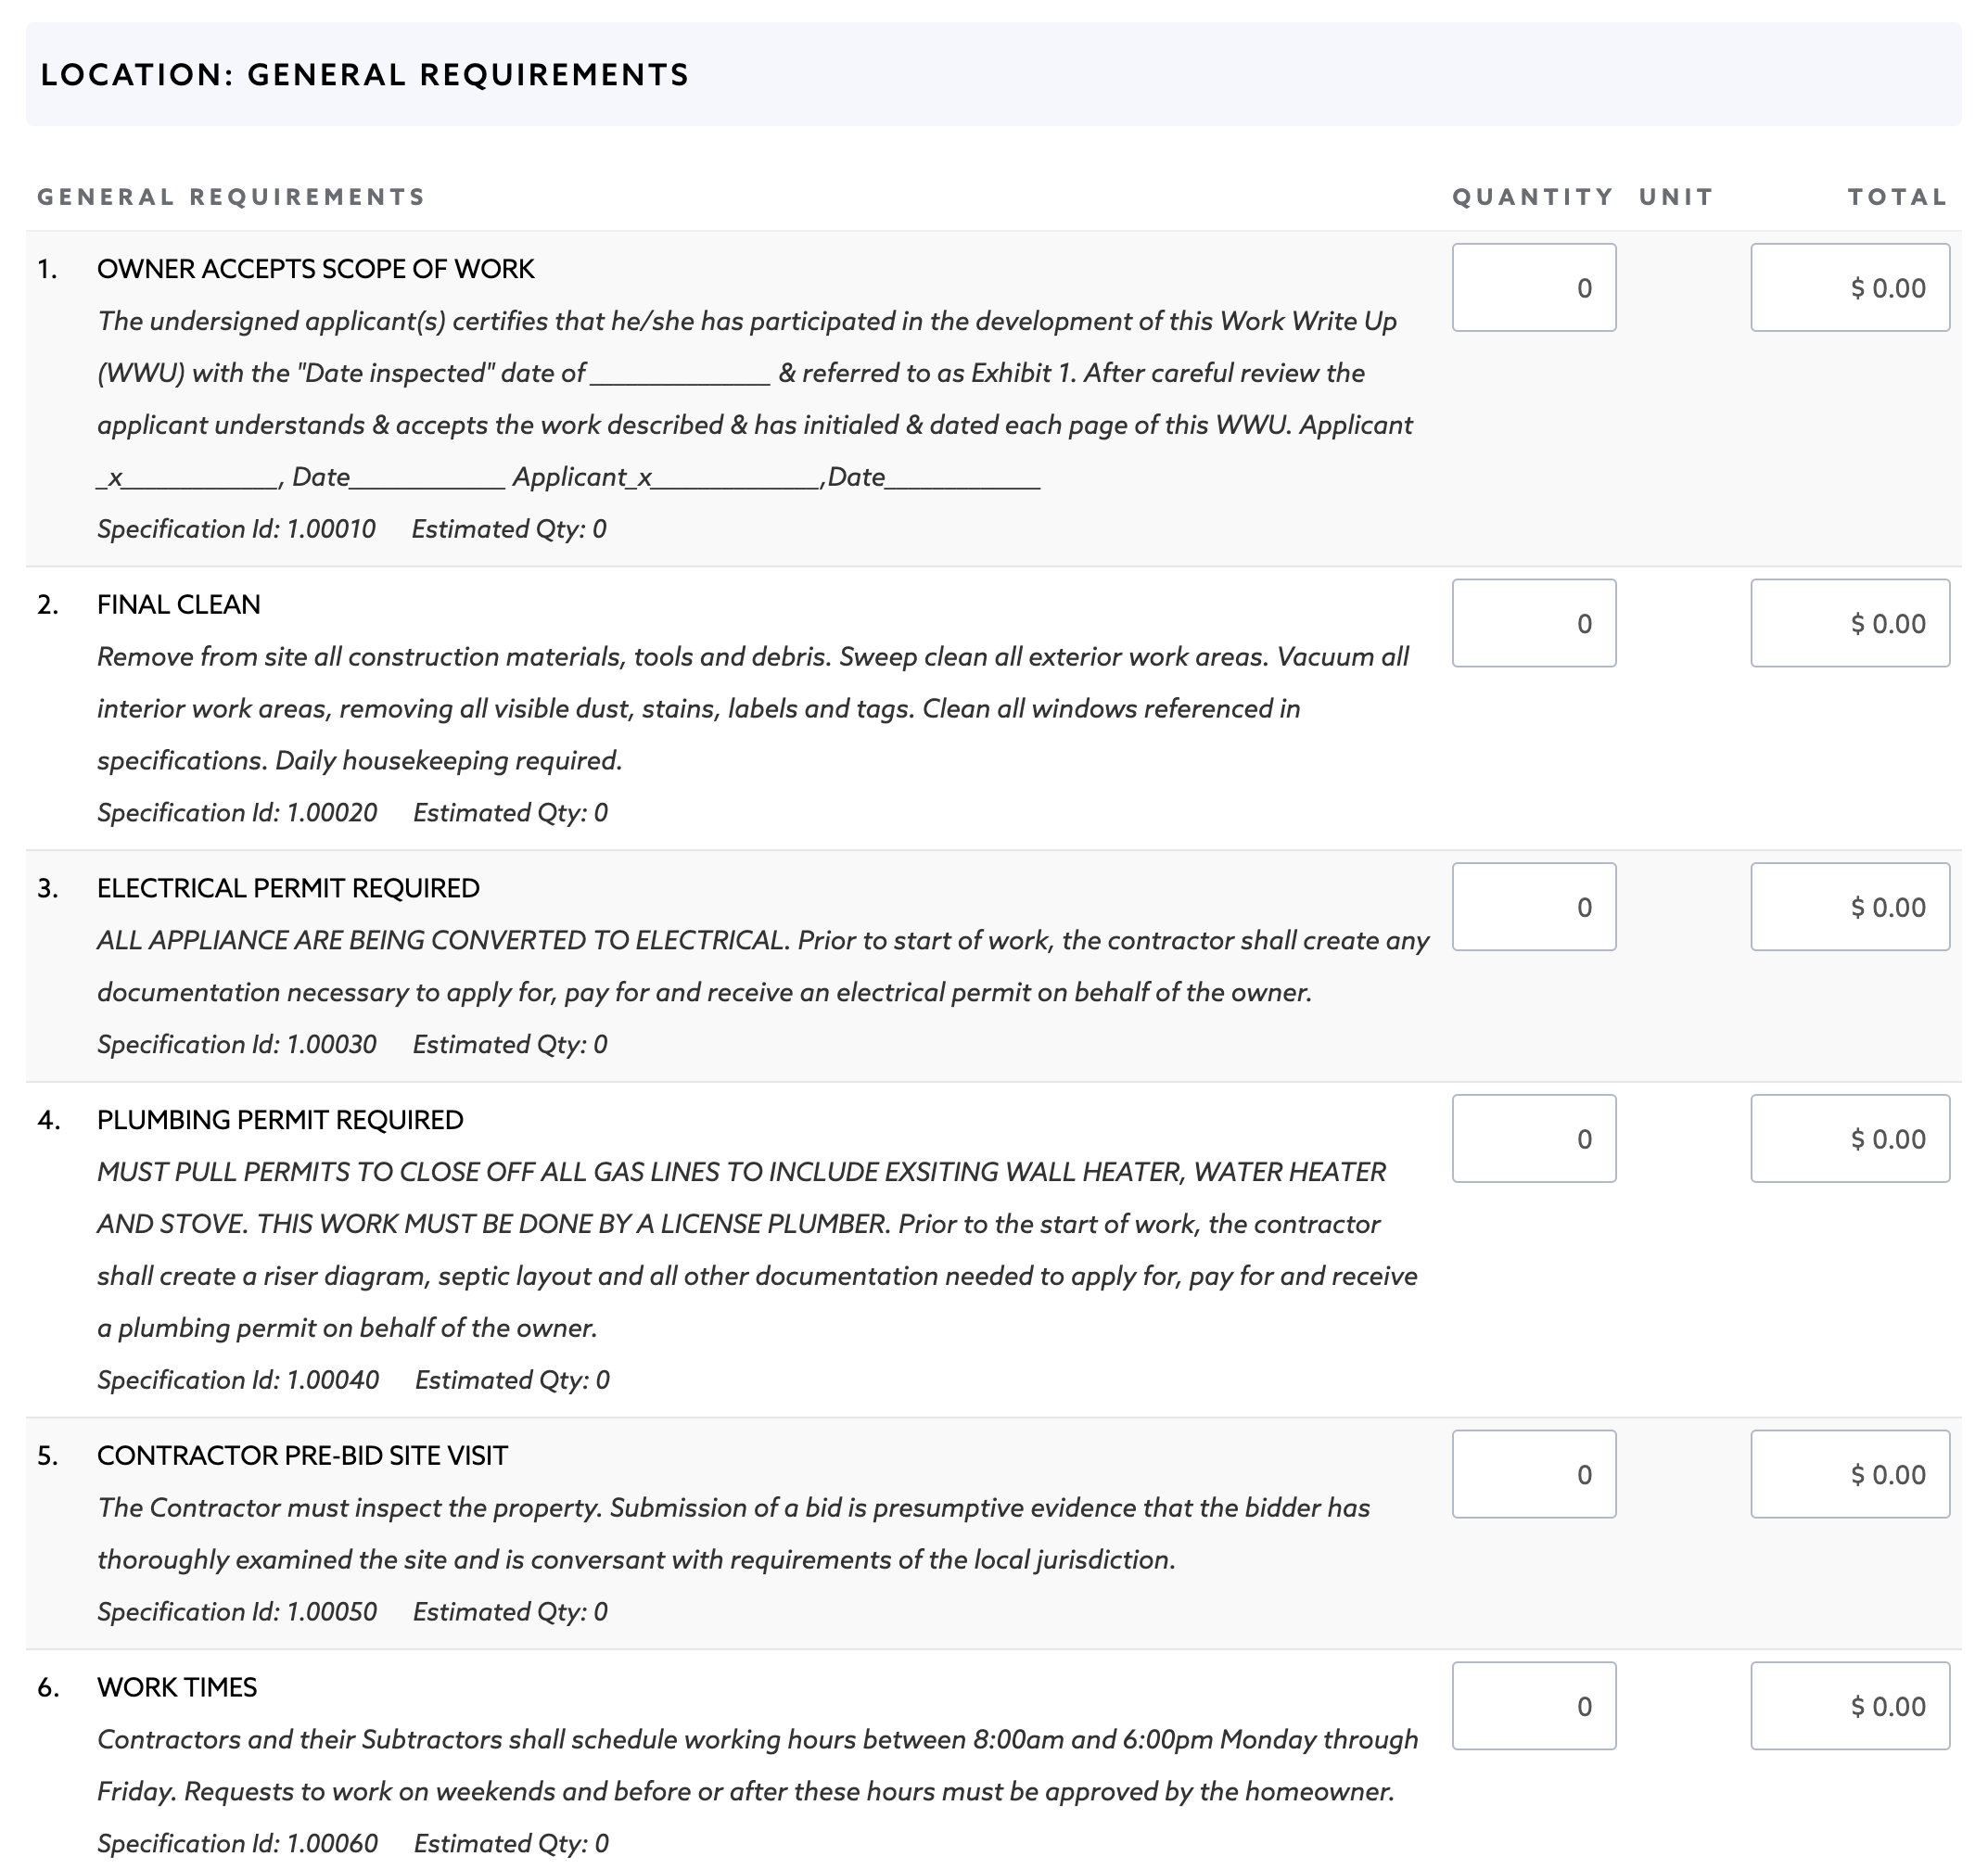 LOCATION: GENERAL REQUIREMENTS
GENERAL REQUIREMENTS QUANTITY UNIT TOTAL
1. OWNER ACCEPTS SCOPE OF WORK 0 $ 0.00
The undersigned applicant(s) certifies that he/she has participated in the development of this Work Write Up
(WWU) with the "Date inspected" date of ______________ & referred to as Exhibit 1. After careful review the
applicant understands & accepts the work described & has initialed & dated each page of this WWU. Applicant
_x____________, Date____________ Applicant_x_____________,Date____________
Specification Id: 1.00010 Estimated Qty: 0
2. FINAL CLEAN 0 $ 0.00
Remove from site all construction materials, tools and debris. Sweep clean all exterior work areas. Vacuum all
interior work areas, removing all visible dust, stains, labels and tags. Clean all windows referenced in
specifications. Daily housekeeping required.
Specification Id: 1.00020 Estimated Qty: 0
3. ELECTRICAL PERMIT REQUIRED 0 $ 0.00
ALL APPLIANCE ARE BEING CONVERTED TO ELECTRICAL. Prior to start of work, the contractor shall create any
documentation necessary to apply for, pay for and receive an electrical permit on behalf of the owner.
Specification Id: 1.00030 Estimated Qty: 0
4. PLUMBING PERMIT REQUIRED 0 $ 0.00
MUST PULL PERMITS TO CLOSE OFF ALL GAS LINES TO INCLUDE EXSITING WALL HEATER, WATER HEATER
AND STOVE. THIS WORK MUST BE DONE BY A LICENSE PLUMBER. Prior to the start of work, the contractor
shall create a riser diagram, septic layout and all other documentation needed to apply for, pay for and receive
a plumbing permit on behalf of the owner.
Specification Id: 1.00040 Estimated Qty: 0
5. CONTRACTOR PRE-BID SITE VISIT 0 $ 0.00
The Contractor must inspect the property. Submission of a bid is presumptive evidence that the bidder has
thoroughly examined the site and is conversant with requirements of the local jurisdiction.
Specification Id: 1.00050 Estimated Qty: 0
6. WORK TIMES 0 $ 0.00
Contractors and their Subtractors shall schedule working hours between 8:00am and 6:00pm Monday through
Friday. Requests to work on weekends and before or after these hours must be approved by the homeowner.
Specification Id: 1.00060 Estimated Qty: 0